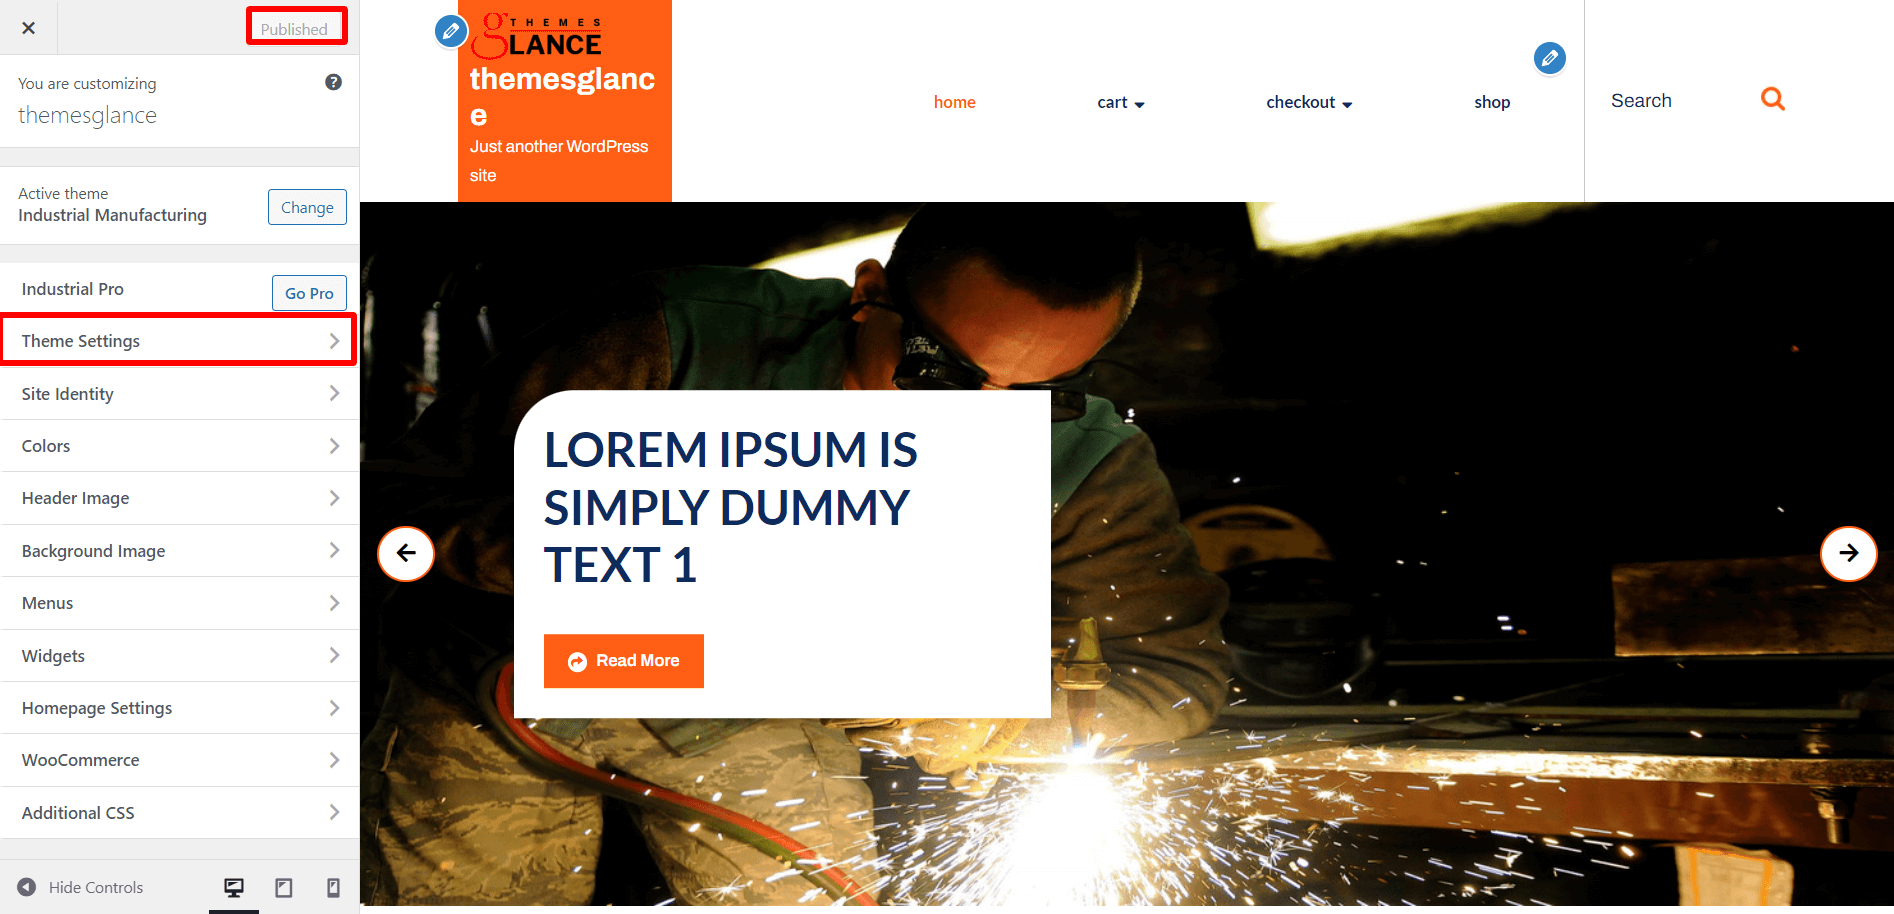 Published
You are customizing
themesglance
Active theme
Industrial Manufacturing
Change
Industrial Pro
Go Pro
Theme Settings
Site Identity
Colors
Header Image
Background Image
Menus
Widgets
Homepage Settings
WooCommerce
Additional CSS
Hide Controls
THEMES
gLANCE
themesglanc
e
Just another WordPress
site
home
cart
checkout
shop
Search
LOREM IPSUM IS
SIMPLY DUMMY
TEXT 1
Read More